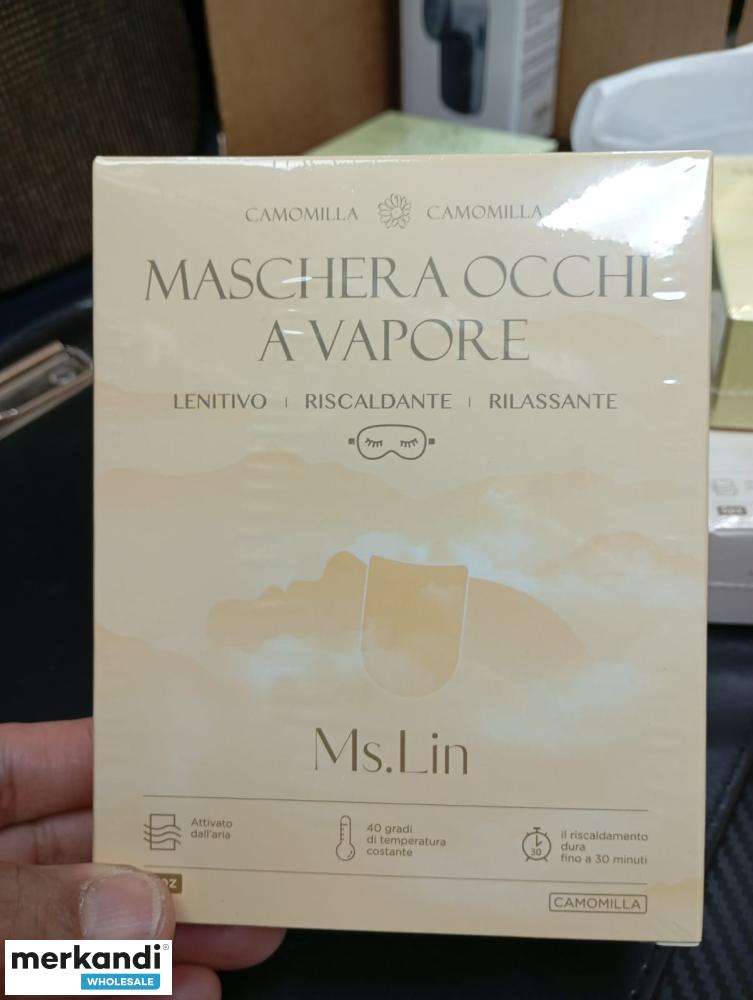 CAMOMILLA CAMOMILLA
MASCHERA OCCHI
A VAPORE
LENITIVO | RISCALDANTE | RILASSANTE
Ms.Lin
Attivato
dall'aria
40 gradi
di temperatura
costante
30
il riscaldamento
dura
fino a 30 minuti
CAMOMILLA
merkandi®
WHOLESALE